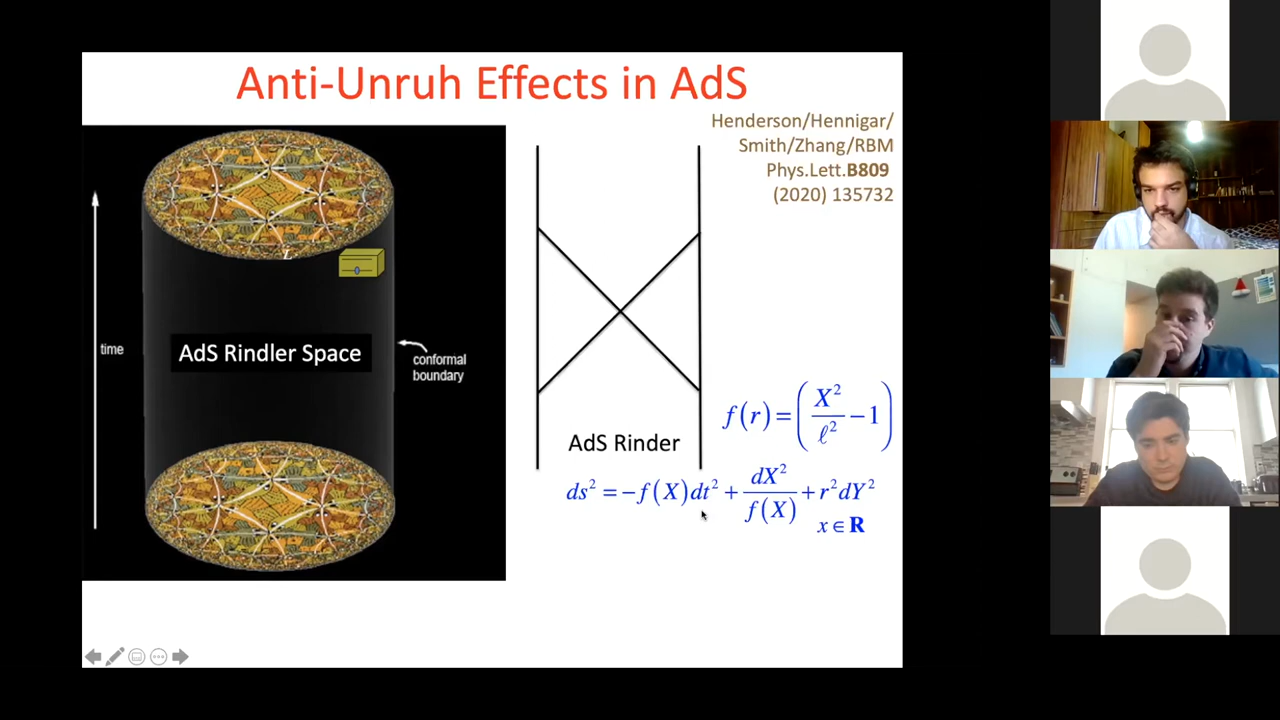 Anti-Unruh Effects in AdS
Henderson/Hennigar/
Smith/Zhang/RBM
Phys.Lett.B809
(2020) 135732
time
AdS Rindler Space
conformal
boundary
f(r)=(X²/ℓ²−1)
AdS Rinder
ds²=−f(X)dt²+dX²/f(X)+r²dY²
x∈R